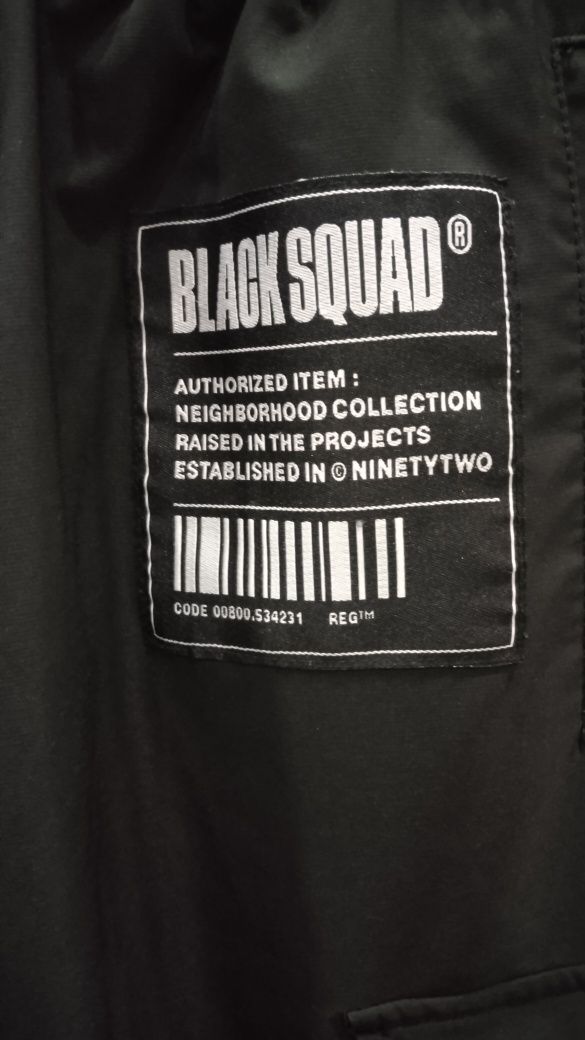 BLACK SQUAD®
AUTHORIZED ITEM :
NEIGHBORHOOD COLLECTION
RAISED IN THE PROJECTS
ESTABLISHED IN © NINETYTWO
CODE 00800.534231 REG™